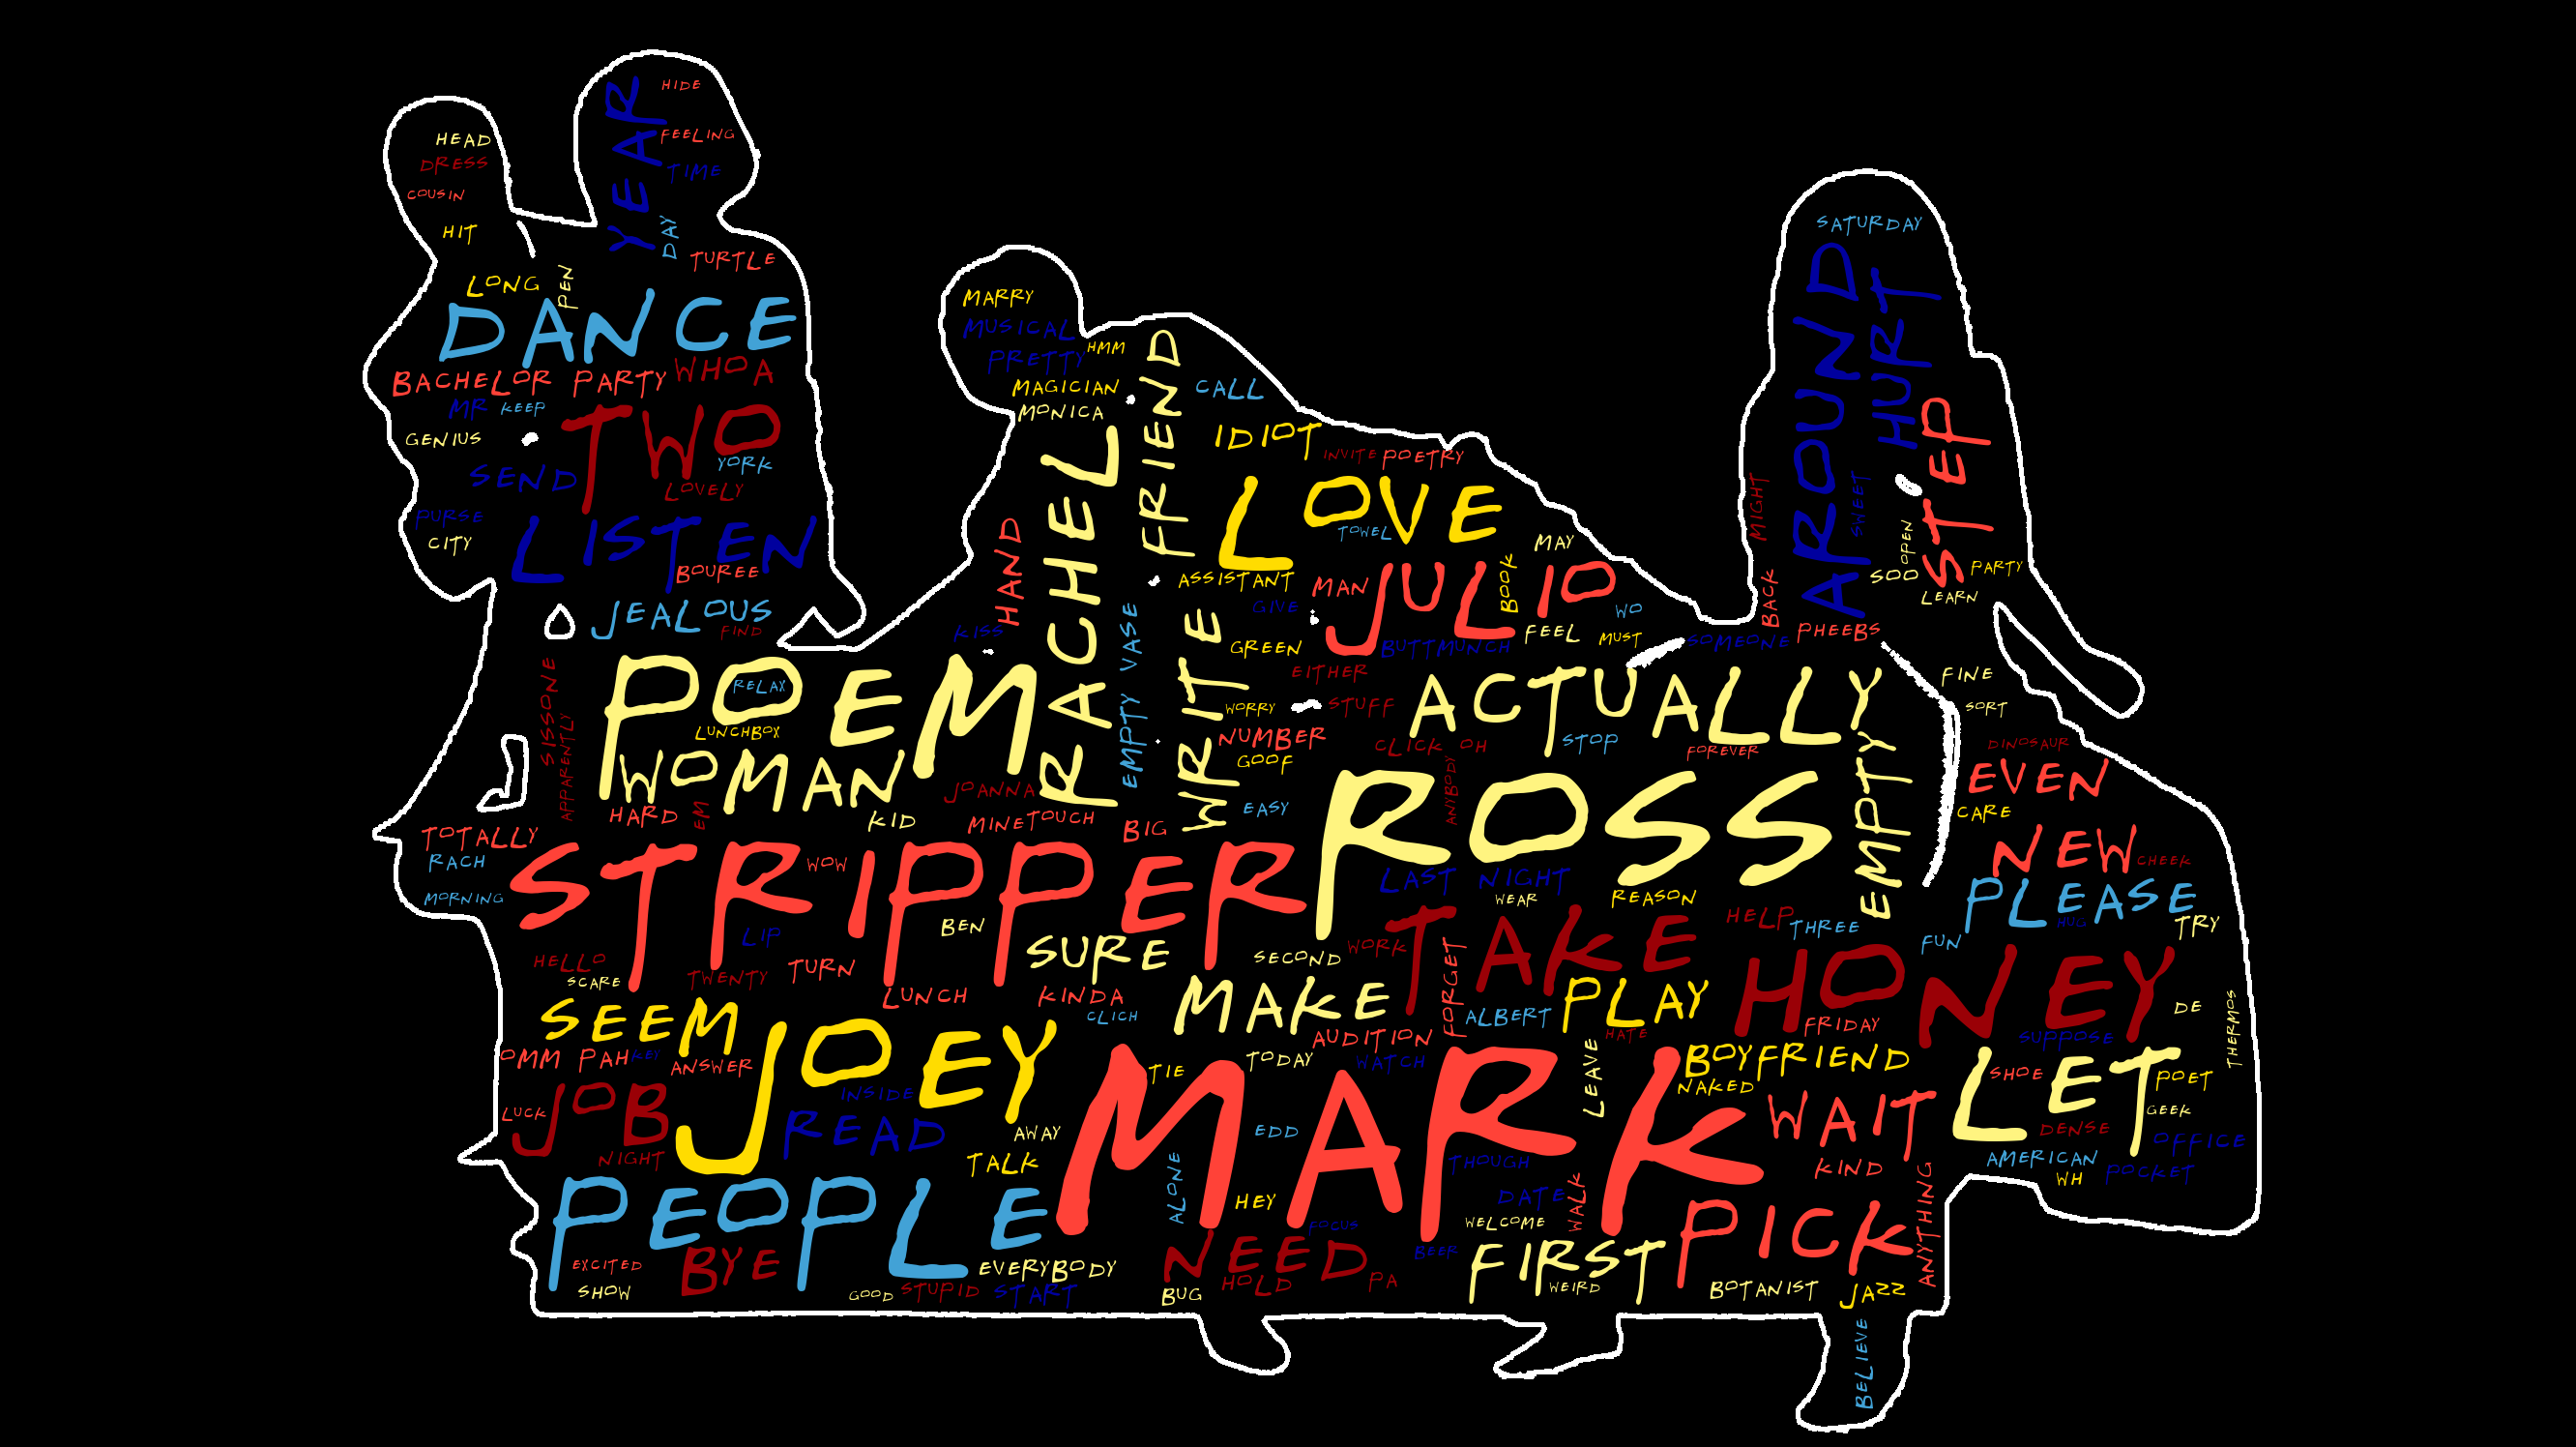 HIDE
YEAR
FEELING
TIME
DAY
TURTLE
HEAD
DRESS
COUSIN
HIT
LONG
PEN
DANCE
BACHELOR PARTY
WHOA
MR
KEEP
GENIUS
TWO
YORK
SEND
LOVELY
PURSE
LISTEN
CITY
BOUREE
JEALOUS
FIND
MARRY
MUSICAL
PRETTY
HMM
MAGICIAN
MONICA
FRIEND
CALL
IDIOT
RACHEL
INVITE
POETRY
LOVE
TOWEL
HAND
MAY
ASSISTANT
MAN
JULIO
BOOK
GIVE
WO
KISS
EMPTY VASE
WRITE
GREEN
BUTTMUNCH
FEEL
MUST
EITHER
SATURDAY
AROUND
HURT
STEP
MIGHT
SWEET
OPEN
SOO
PARTY
LEARN
BACK
SOMEONE
PHEEBS
SISSONE
APPARENTLY
POEM
RELAX
LUNCHBOX
WOMAN
WORRY
STUFF
ACTUALLY
FINE
SORT
NUMBER
CLICK
OH
STOP
FOREVER
DINOSAUR
GOOF
JOANNA
EVEN
HARD
EM
KID
MINETOUCH
BIG
EASY
ANYBODY
ROSS
EMPTY
CARE
TOTALLY
RACH
MORNING
STRIPPER
WOW
NEW
CHEEK
LAST NIGHT
WEAR
REASON
PLEASE
HUG
TRY
BEN
LIP
SURE
SECOND
WORK
TAKE
HELP
THREE
FUN
HELLO
SCARE
TWENTY
TURN
LUNCH
KINDA
CLICH
MAKE
FORGET
ALBERT
PLAY
HATE
HONEY
FRIDAY
DE
THERMOS
SUPPOSE
SEEM
OMM PAH
KEY
ANSWER
JOEY
AUDITION
TODAY
WATCH
TIE
LEAVE
BOYFRIEND
NAKED
LET
SHOE
POET
GEEK
DENSE
OFFICE
JOB
LUCK
NIGHT
INSIDE
READ
AWAY
TALK
MARK
EDD
ALONE
HEY
THOUGH
DATE
WALK
WAIT
KIND
AMERICAN
WH
POCKET
PEOPLE
EXCITED
SHOW
BYE
GOOD
STUPID
START
EVERYBODY
NEED
BUG
HOLD
PA
FOCUS
BEER
WELCOME
FIRST
WEIRD
PICK
ANYTHING
BOTANIST
JAZZ
BELIEVE